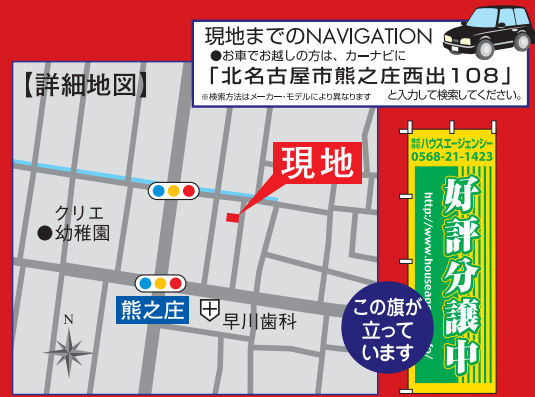 現地までのNAVIGATION
●お車でお越しの方は、カーナビに
「北名古屋市熊之庄西出108」
※検索方法はメーカー・モデルにより異なります と入力して検索してください。
【詳細地図】
現地
クリエ
●幼稚園
熊之庄
早川歯科
N
株式会社 ハウスエージェンシー
0568-21-1423
好評分譲中
http://www.houseag
この旗が
立って
います